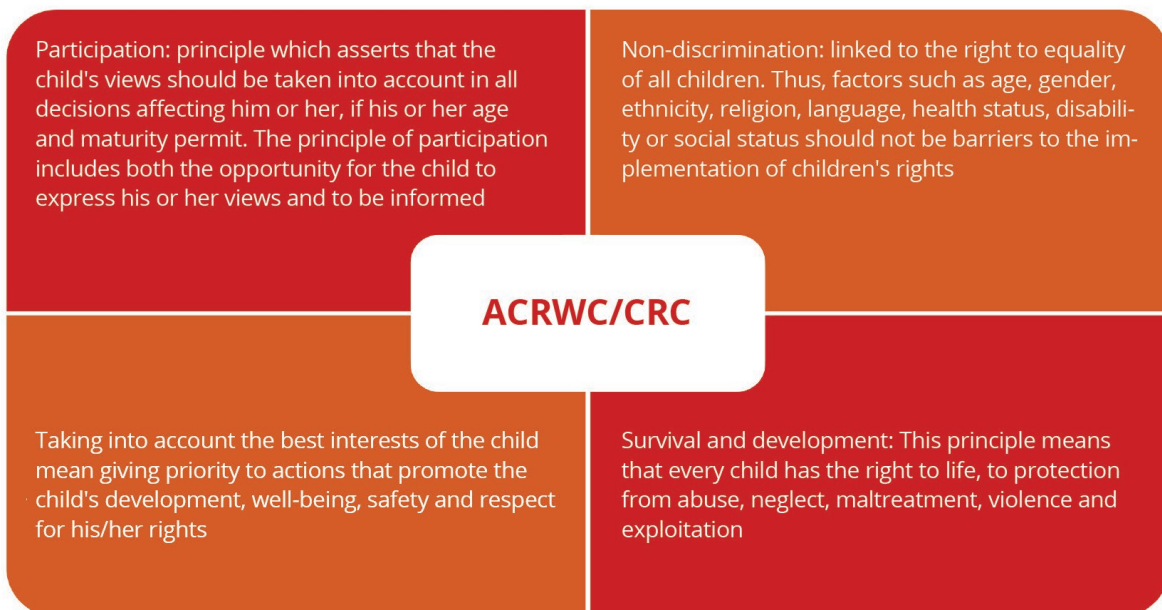 Participation: principle which asserts that the
child's views should be taken into account in all
decisions affecting him or her, if his or her age
and maturity permit. The principle of participation
includes both the opportunity for the child to
express his or her views and to be informed
Non-discrimination: linked to the right to equality
of all children. Thus, factors such as age, gender,
ethnicity, religion, language, health status, disabili-
ty or social status should not be barriers to the im-
plementation of children's rights
ACRWC/CRC
Taking into account the best interests of the child
mean giving priority to actions that promote the
child's development, well-being, safety and respect
for his/her rights
Survival and development: This principle means
that every child has the right to life, to protection
from abuse, neglect, maltreatment, violence and
exploitation